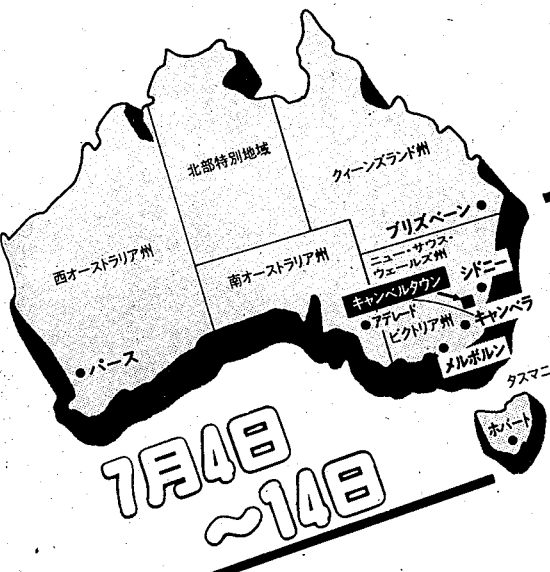 北部特別地域
クィーンズランド州
ブリズベーン
西オーストラリア州
南オーストラリア州
ニュー・サウス・
ウェールズ州
シドニー
キャンベルタウン
アデレード
ビクトリア州
キャンベラ
メルボルン
パース
タスマニ
ホバート
7月4日
～14日